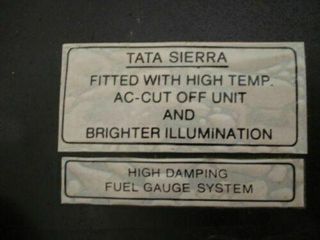 TATA SIERRA
FITTED WITH HIGH TEMP.
AC-CUT OFF UNIT
AND
BRIGHTER ILLUMINATION
HIGH DAMPING
FUEL GAUGE SYSTEM